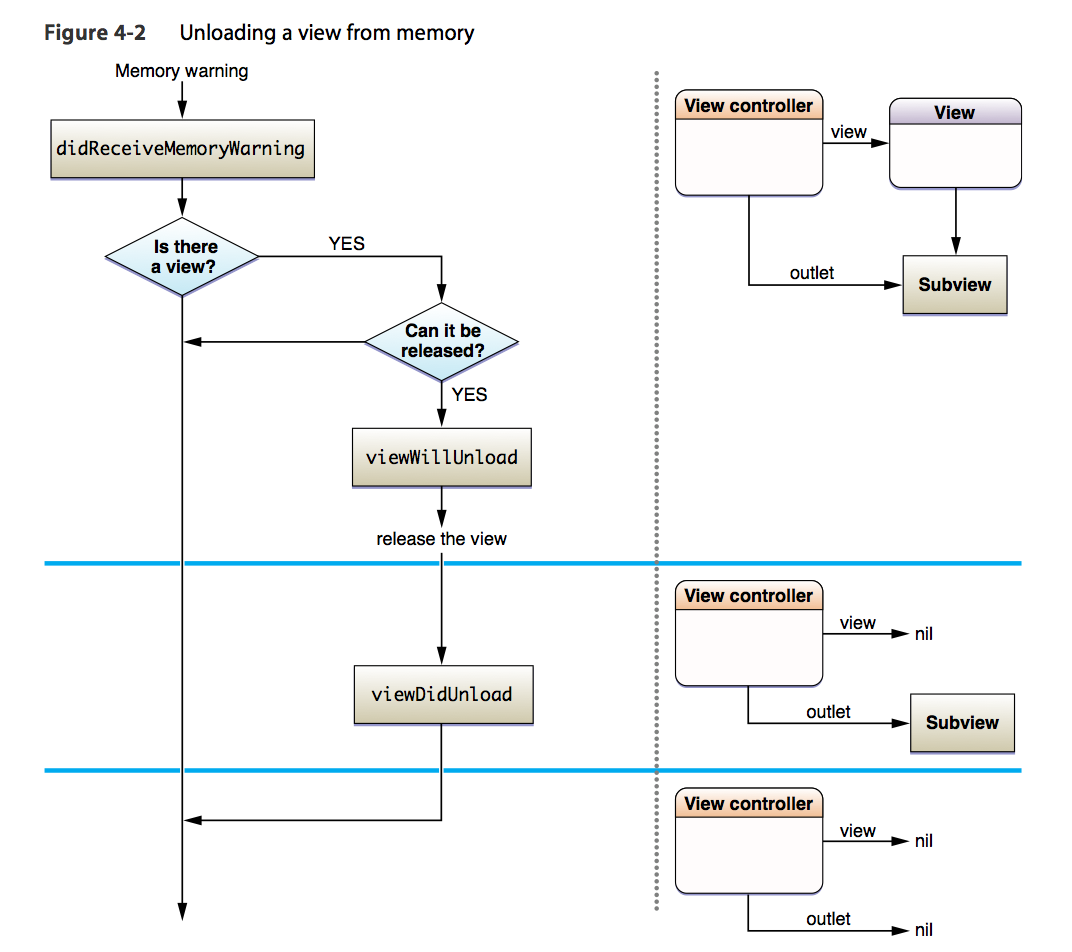 Figure 4-2 Unloading a view from memory
Memory warning
didReceiveMemoryWarning
Is there
a view?
YES
Can it be
released?
YES
viewWillUnload
release the view
viewDidUnload
View controller
view
View
outlet
Subview
View controller
view
nil
outlet
Subview
View controller
view
nil
outlet
nil